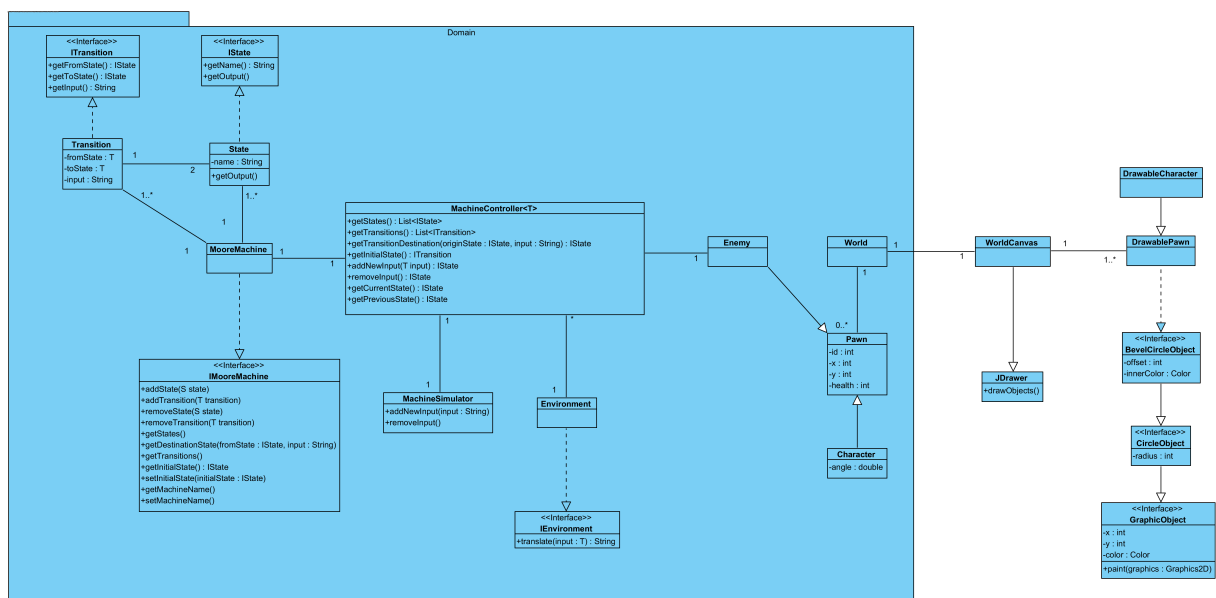 Domain
<<Interface>>
ITransition
+getFromState() : IState
+getToState() : IState
+getInput() : String
<<Interface>>
IState
+getName() : String
+getOutput()
Transition
-fromState : T
-toState : T
-input : String
1
2
State
-name : String
+getOutput()
1..*
1
1..*
1
MooreMachine
1
1
MachineController<T>
+getStates() : List<IState>
+getTransitions() : List<ITransition>
+getTransitionDestination(originState : IState, input : String) : IState
+getInitialState() : ITransition
+addNewInput(T input) : IState
+removeInput() : IState
+getCurrentState() : IState
+getPreviousState() : IState
1
Enemy
World
1
1
WorldCanvas
1
1..*
DrawableCharacter
DrawablePawn
1
0..*
Pawn
-id : int
-x : int
-y : int
-health : int
<<Interface>>
BevelCircleObject
-offset : int
-innerColor : Color
<<Interface>>
IMooreMachine
+addState(S state)
+addTransition(T transition)
+removeState(S state)
+removeTransition(T transition)
+getStates()
+getDestinationState(fromState : IState, input : String)
+getTransitions()
+getInitialState() : IState
+setInitialState(initialState : IState)
+getMachineName()
+setMachineName()
1
1
MachineSimulator
+addNewInput(input : String)
+removeInput()
*
1
Environment
JDrawer
+drawObjects()
<<Interface>>
CircleObject
-radius : int
Character
-angle : double
<<Interface>>
IEnvironment
+translate(input : T) : String
<<Interface>>
GraphicObject
-x : int
-y : int
-color : Color
+paint(graphics : Graphics2D)